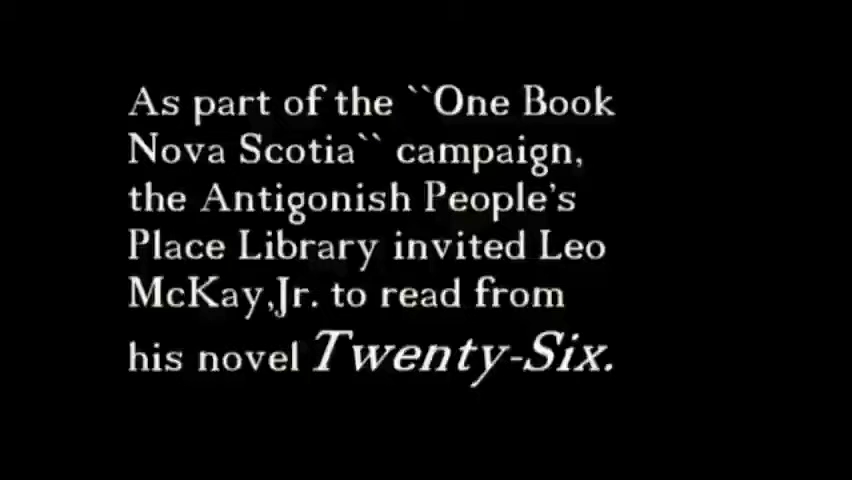 As part of the ``One Book
Nova Scotia`` campaign,
the Antigonish People's
Place Library invited Leo
McKay,Jr. to read from
his novel Twenty-Six.